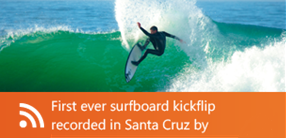 First ever surfboard kickflip
recorded in Santa Cruz by